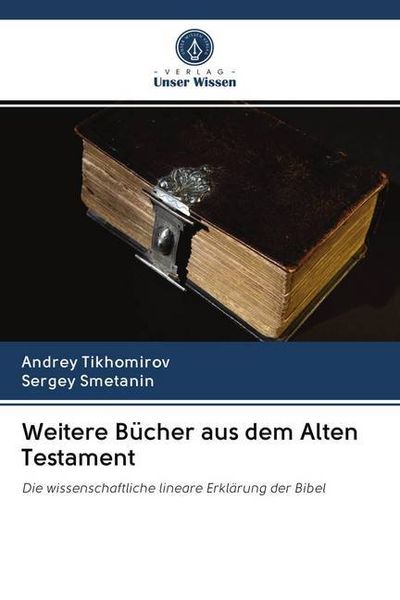 - VERLAG -
Unser Wissen
Andrey Tikhomirov
Sergey Smetanin
Weitere Bücher aus dem Alten
Testament
Die wissenschaftliche lineare Erklärung der Bibel